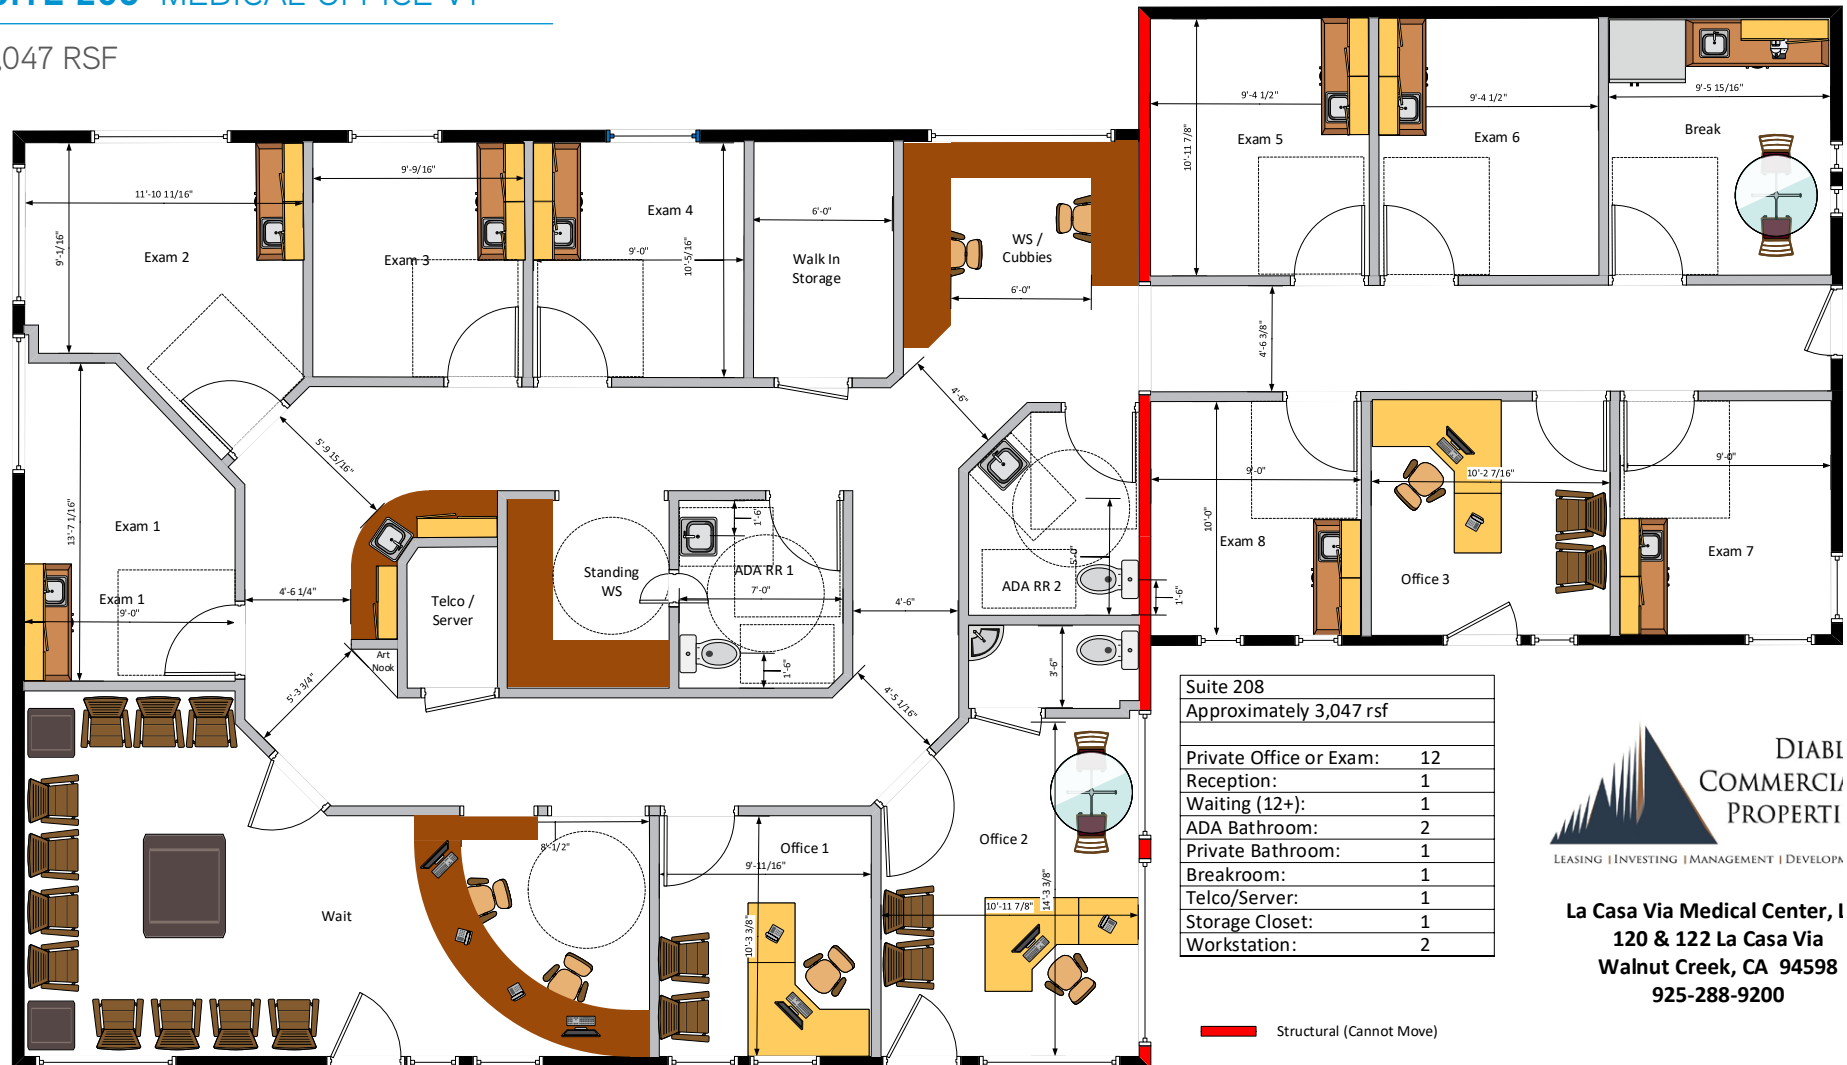 MEDICAL OFFICE V1
,047 RSF
9'-4 1/2"
9'-4 1/2"
9'-5 15/16"
10'-11 7/8"
Exam 5
Exam 6
Break
11'-10 11/16"
9'-9/16"
9'-1/16"
Exam 2
Exam 3
Exam 4
9'-0"
10'-5/16"
6'-0"
Walk In
Storage
WS /
Cubbies
6'-0"
4'-6 3/8"
4'-6"
5'-9 15/16"
13'-7 1/16"
Exam 1
Exam 1
9'-0"
4'-6 1/4"
5'-3 3/4"
Art
Nook
Telco /
Server
Standing
WS
1'-6"
ADA RR 1
7'-0"
1'-6"
4'-6"
4'-5 1/16"
ADA RR 2
5'-0"
1'-6"
3'-6"
9'-0"
10'-0"
Exam 8
10'-2 7/16"
Office 3
9'-0"
Exam 7
Wait
8'-1/2"
Office 1
9'-11/16"
10'-3 3/8"
Office 2
10'-11 7/8"
14'-3 3/8"
Suite 208
Approximately 3,047 rsf
Private Office or Exam: 12
Reception: 1
Waiting (12+): 1
ADA Bathroom: 2
Private Bathroom: 1
Breakroom: 1
Telco/Server: 1
Storage Closet: 1
Workstation: 2
Structural (Cannot Move)
DIABL
COMMERCIA
PROPERTI
LEASING | INVESTING | MANAGEMENT | DEVELOPM
La Casa Via Medical Center, L
120 & 122 La Casa Via
Walnut Creek, CA 94598
925-288-9200